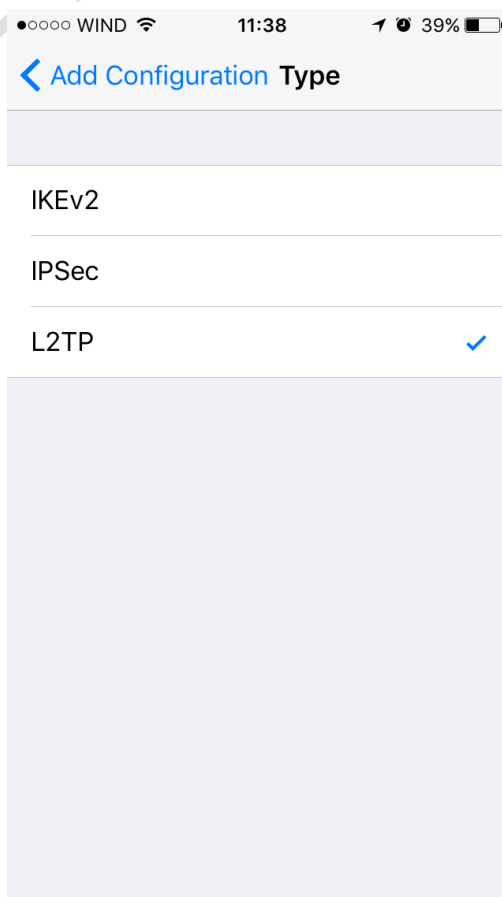 WIND 11:38 39%
Add Configuration Type
IKEv2
IPSec
L2TP